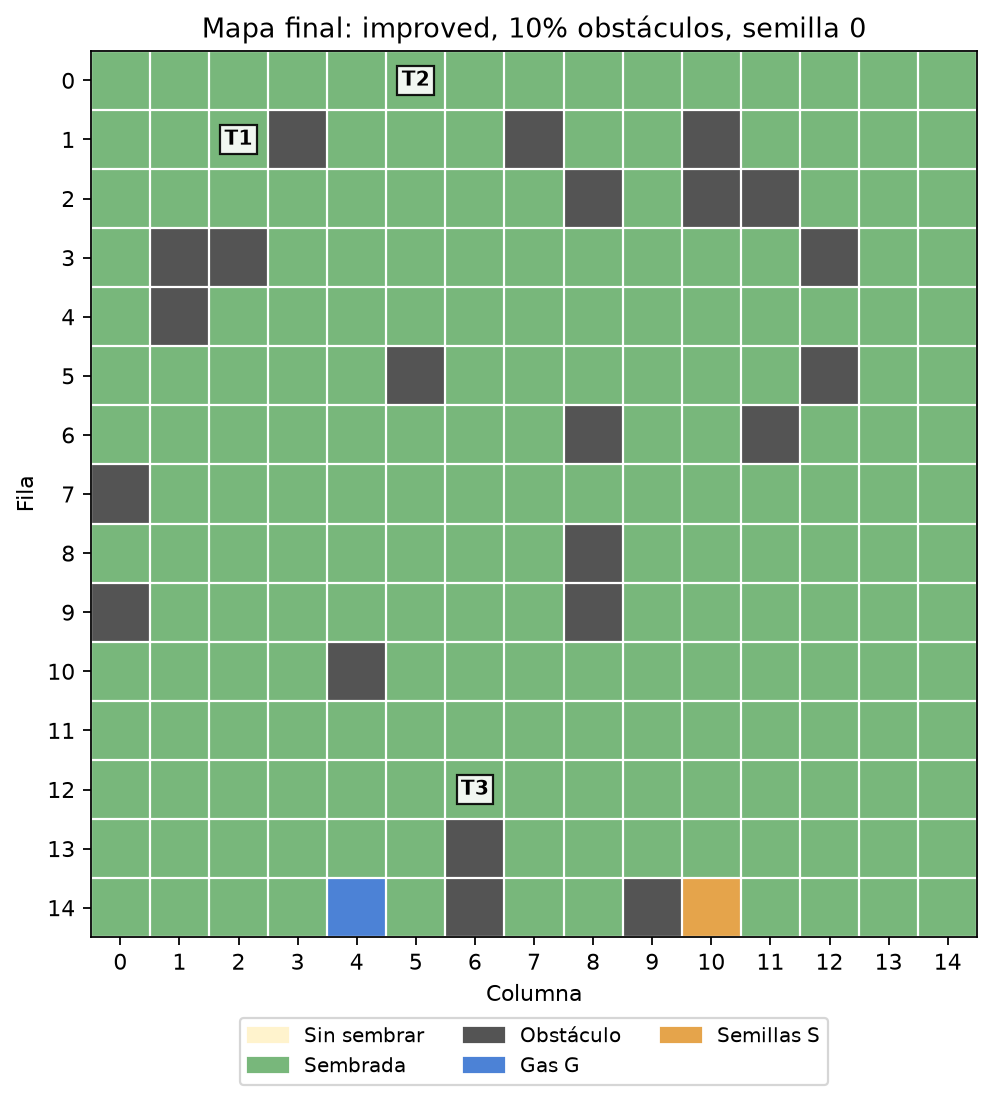 Mapa final: improved, 10% obstáculos, semilla 0
0
T2
1
T1
2
3
4
5
6
Fila
7
8
9
10
11
12
T3
13
14
0 1 2 3 4 5 6 7 8 9 10 11 12 13 14
Columna
Sin sembrar Obstáculo Semillas S
Sembrada Gas G